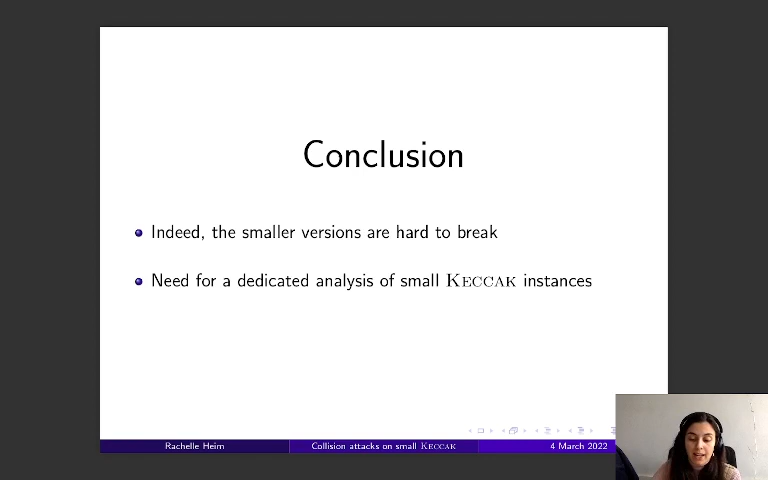 Conclusion
Indeed, the smaller versions are hard to break
Need for a dedicated analysis of small KECCAK instances
Rachelle Heim
Collision attacks on small KECCAK
4 March 2022